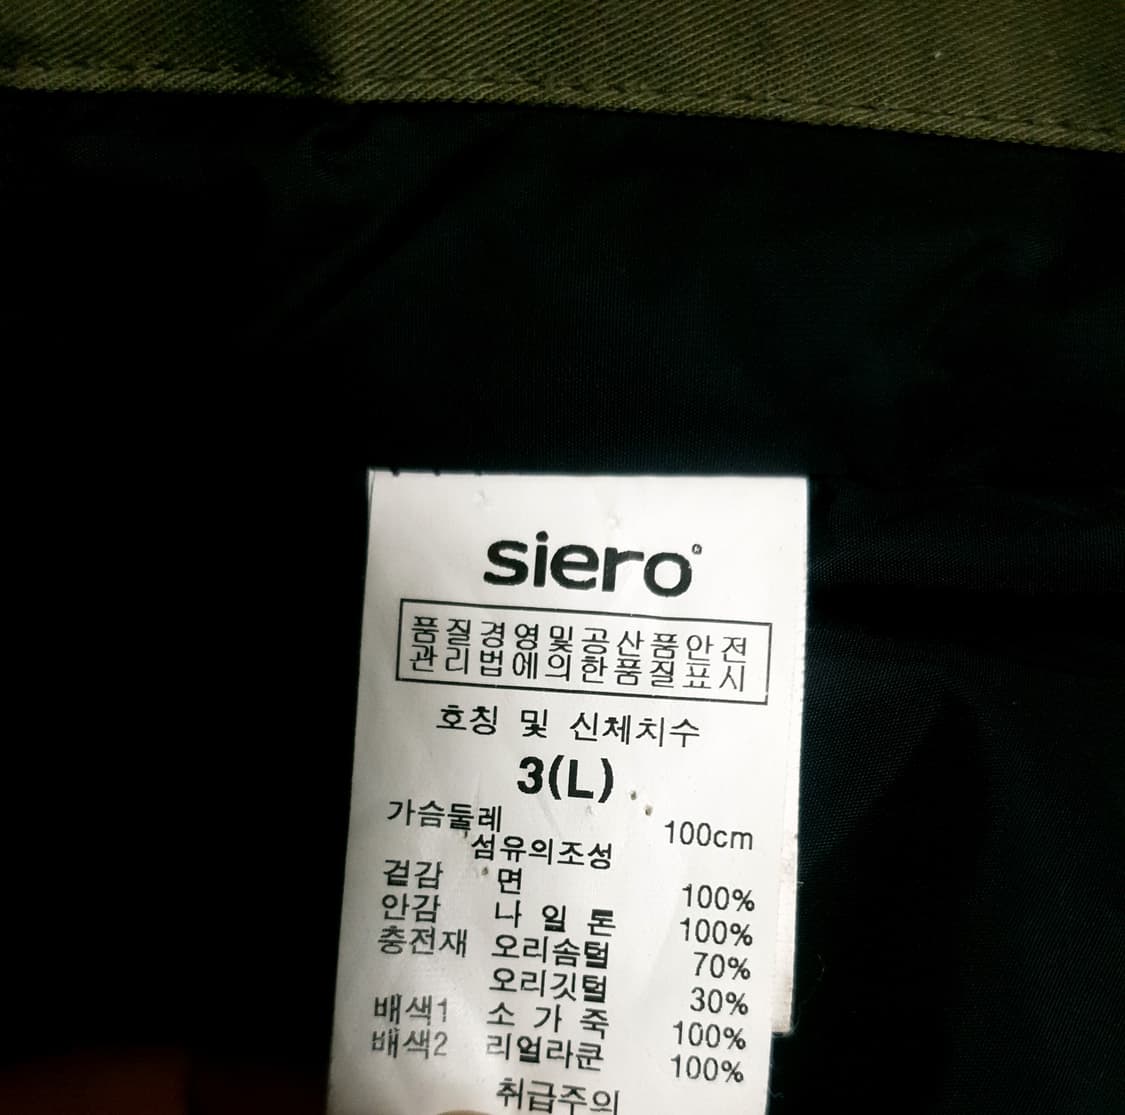 siero®
품질경영및공산품안전
관리법에의한품질표시
호칭 및 신체치수
3(L)
가슴둘레 100cm
섬유의조성
겉감 면 100%
안감 나 일 론 100%
충전재 오리솜털 70%
오리깃털 30%
배색1 소 가 죽 100%
배색2 리얼라쿤 100%
취급주의